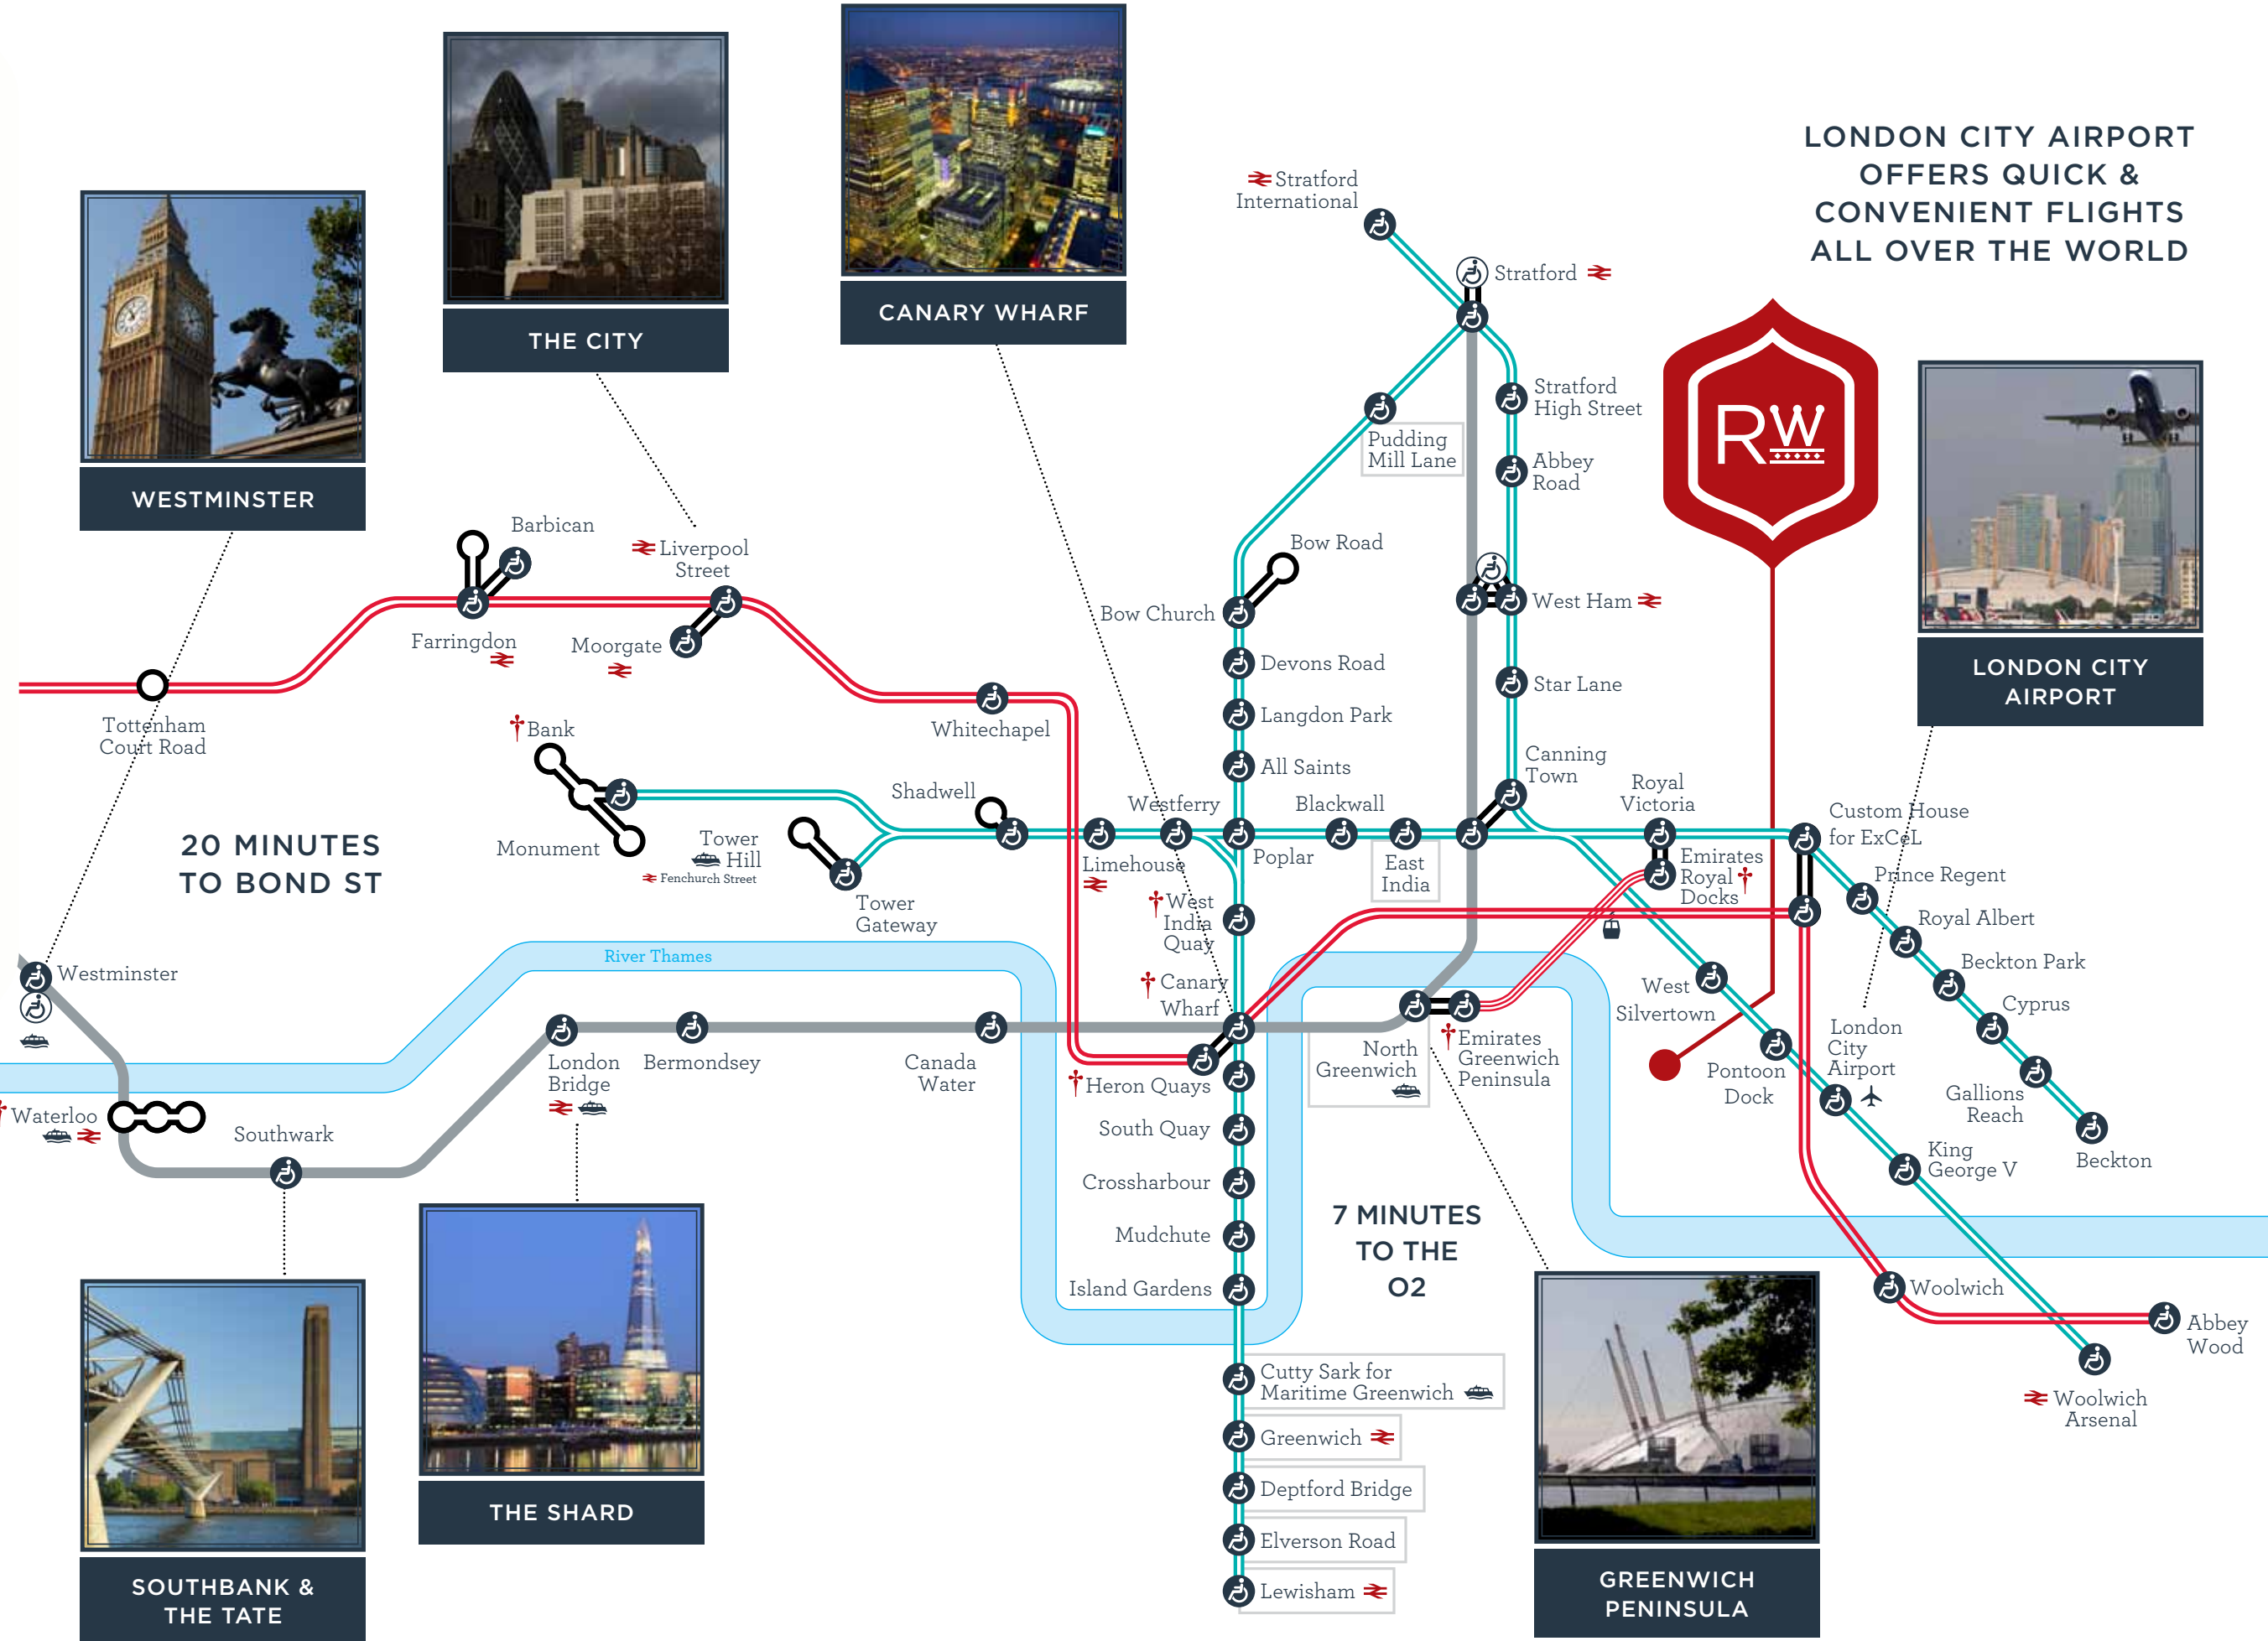 LONDON CITY AIRPORT
OFFERS QUICK &
CONVENIENT FLIGHTS
ALL OVER THE WORLD
WESTMINSTER
THE CITY
CANARY WHARF
RW
LONDON CITY
AIRPORT
Stratford
International
Stratford
Stratford
High Street
Pudding
Mill Lane
Abbey
Road
Barbican
Liverpool
Street
Bow Road
Bow Church
West Ham
Farringdon
Moorgate
Devons Road
Star Lane
Tottenham
Court Road
Bank
Whitechapel
Langdon Park
All Saints
Canning
Town
Shadwell
Westferry
Blackwall
Royal
Victoria
Custom House
for ExCeL
20 MINUTES
TO BOND ST
Monument
Tower
Hill
Fenchurch Street
Limehouse
Poplar
East
India
Emirates
Royal
Docks
Prince Regent
Tower
Gateway
West
India
Quay
Royal Albert
River Thames
Beckton Park
Westminster
Canary
Wharf
West
Silvertown
Cyprus
London
Bridge
Bermondsey
Canada
Water
Heron Quays
North
Greenwich
Emirates
Greenwich
Peninsula
Pontoon
Dock
London
City
Airport
Gallions
Reach
Waterloo
Southwark
South Quay
King
George V
Beckton
Crossharbour
Mudchute
7 MINUTES
TO THE
O2
Island Gardens
Woolwich
Abbey
Wood
Cutty Sark for
Maritime Greenwich
Woolwich
Arsenal
Greenwich
Deptford Bridge
Elverson Road
Lewisham
THE SHARD
SOUTHBANK &
THE TATE
GREENWICH
PENINSULA